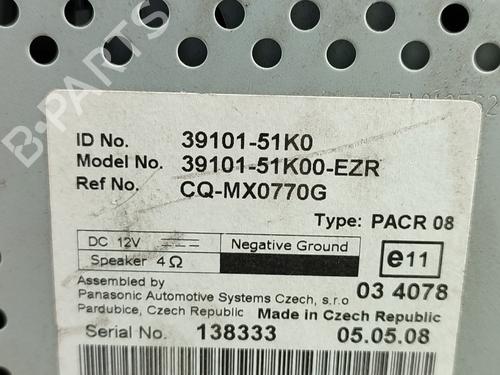 B-PARTS
ID No. 39101-51K0
Model No. 39101-51K00-EZR
Ref No. CQ-MX0770G
Type: PACR 08
DC 12V Negative Ground
Speaker 4Ω
e11
Assembled by
Panasonic Automotive Systems Czech, s.r.o 03 4078
Pardubice, Czech Republic Made in Czech Republic
Serial No. 138333 05.05.08